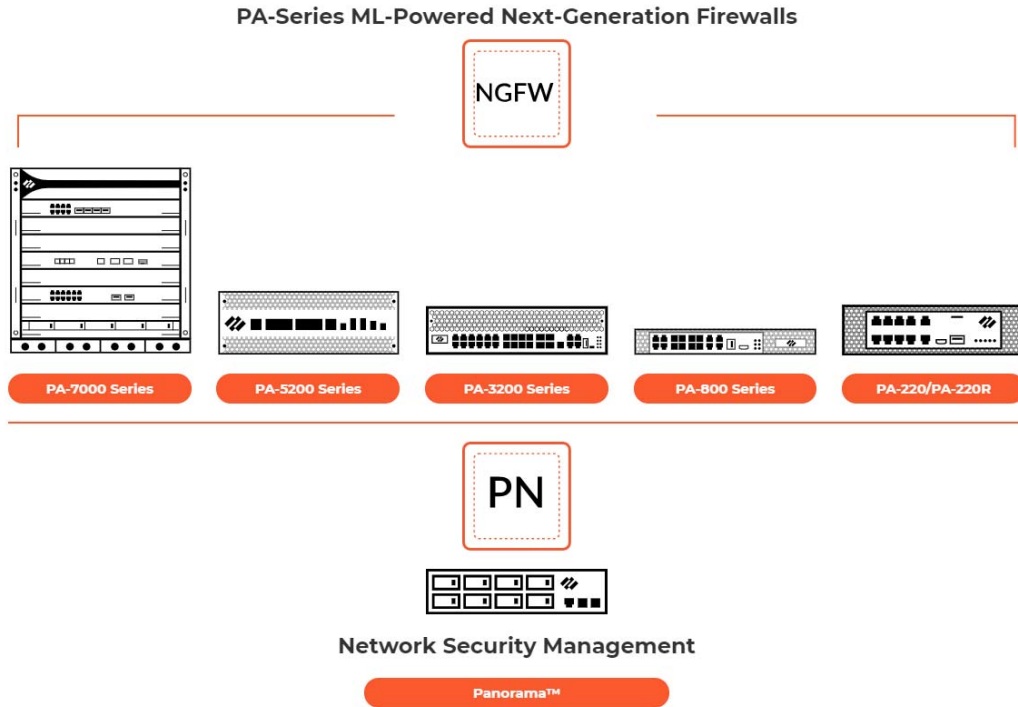 PA-Series ML-Powered Next-Generation Firewalls
NGFW
PA-7000 Series
PA-5200 Series
PA-3200 Series
PA-800 Series
PA-220/PA-220R
PN
Network Security Management
Panorama™